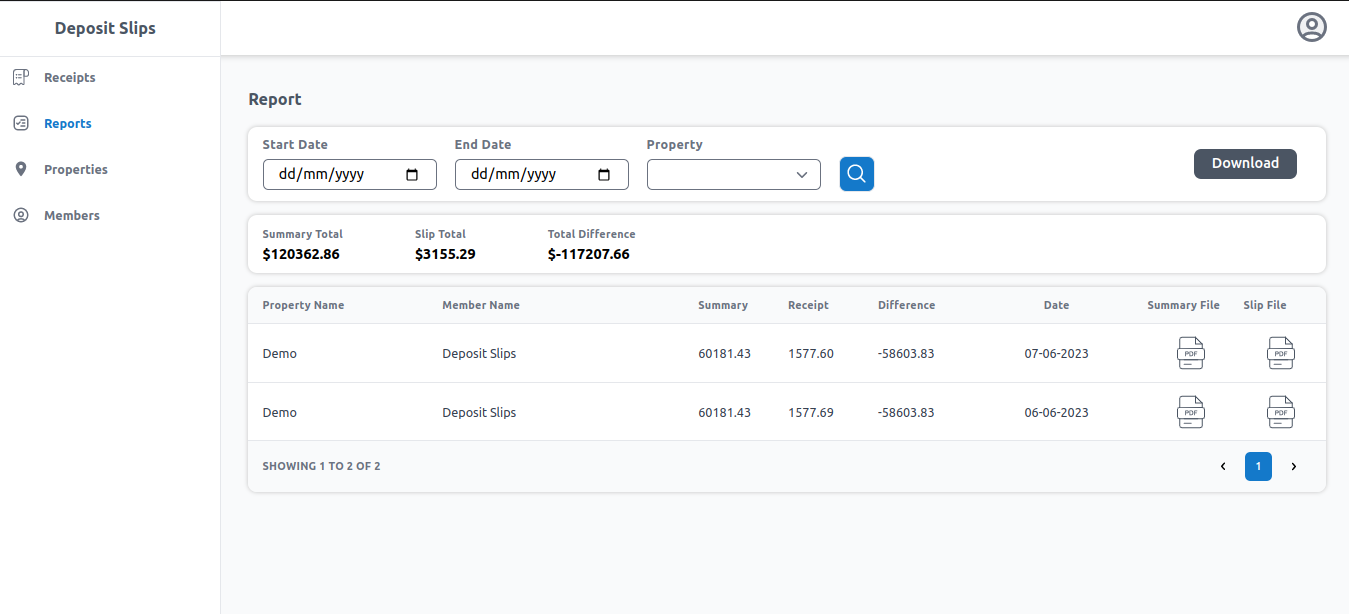 Deposit Slips
Receipts
Reports
Properties
Members
Report
Start Date End Date Property
dd/mm/yyyy dd/mm/yyyy
Download
Summary Total Slip Total Total Difference
$120362.86 $3155.29 $-117207.66
Property Name Member Name Summary Receipt Difference Date Summary File Slip File
Demo Deposit Slips 60181.43 1577.60 -58603.83 07-06-2023 PDF PDF
Demo Deposit Slips 60181.43 1577.69 -58603.83 06-06-2023 PDF PDF
SHOWING 1 TO 2 OF 2 1